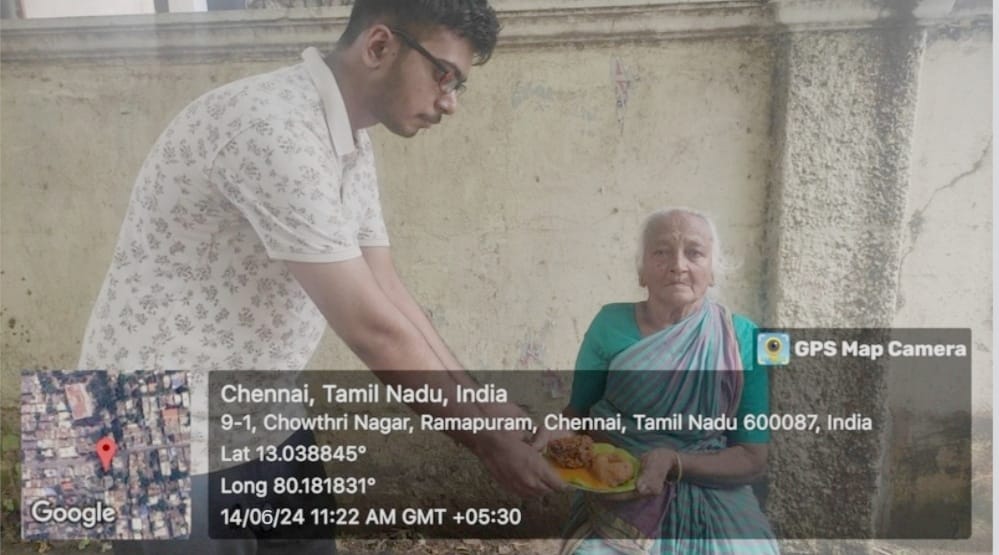 GPS Map Camera
Chennai, Tamil Nadu, India
9-1, Chowthri Nagar, Ramapuram, Chennai, Tamil Nadu 600087, India
Lat 13.038845°
Long 80.181831°
14/06/24 11:22 AM GMT +05:30
Google